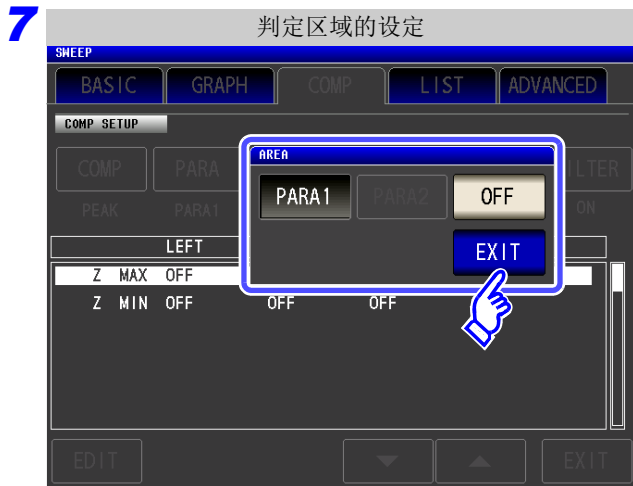 7 判定区域的设定
SWEEP
BASIC GRAPH COMP LIST ADVANCED
COMP SETUP
AREA
COMP PARA ILTER
PARA1 PARA2 OFF
PEAK PARA1 ON
EXIT
LEFT
Z MAX OFF
Z MIN OFF OFF OFF
EDIT EXIT